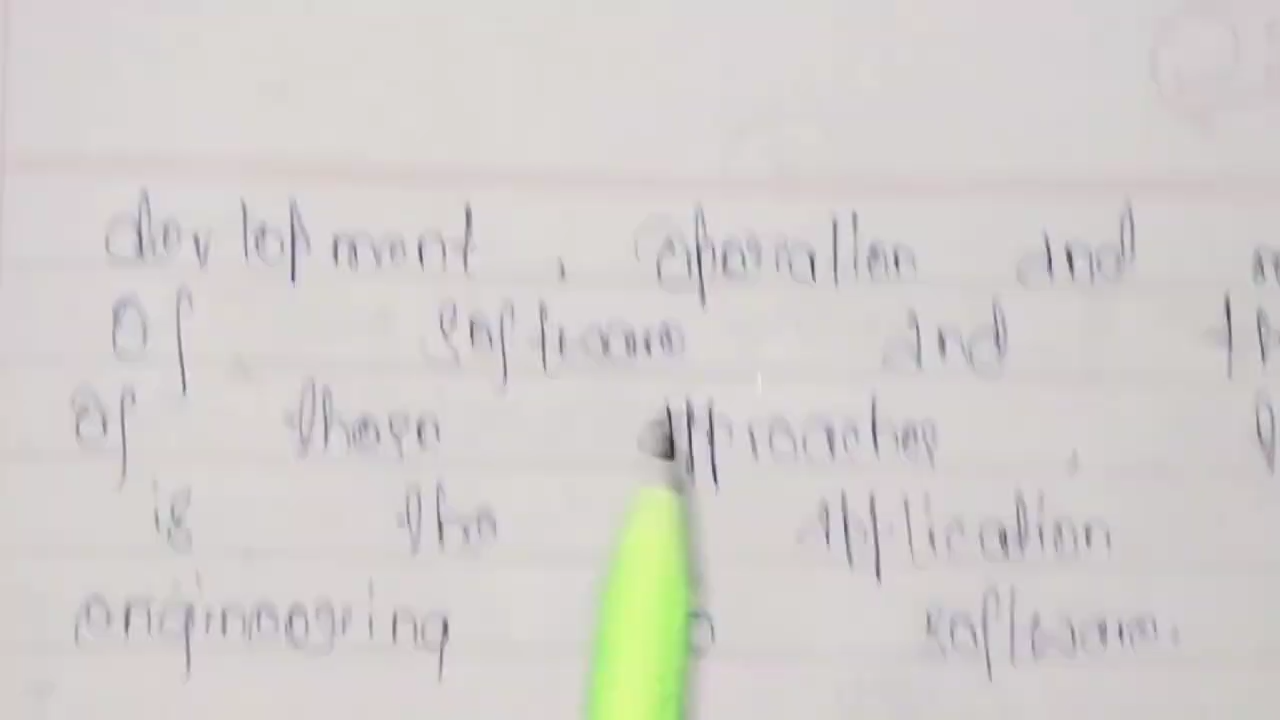 development, operation and
of software and
of these approaches,
is the application
engineering software.